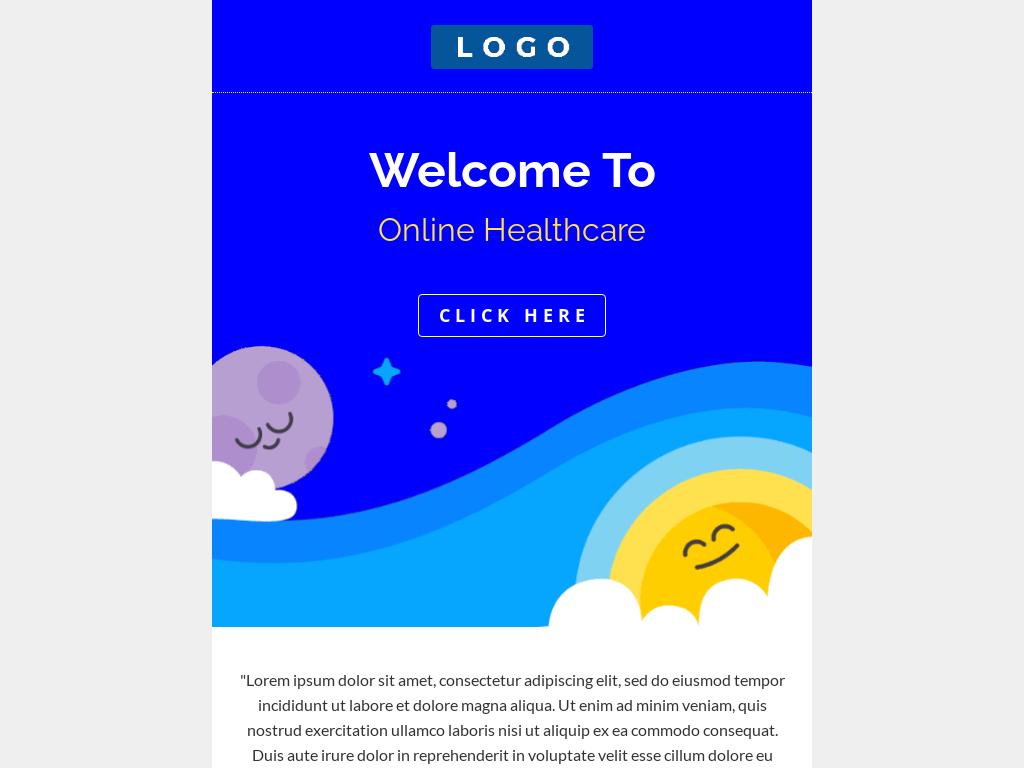 LOGO
Welcome To
Online Healthcare
CLICK HERE
"Lorem ipsum dolor sit amet, consectetur adipiscing elit, sed do eiusmod tempor
incididunt ut labore et dolore magna aliqua. Ut enim ad minim veniam, quis
nostrud exercitation ullamco laboris nisi ut aliquip ex ea commodo consequat.
Duis aute irure dolor in reprehenderit in voluptate velit esse cillum dolore eu